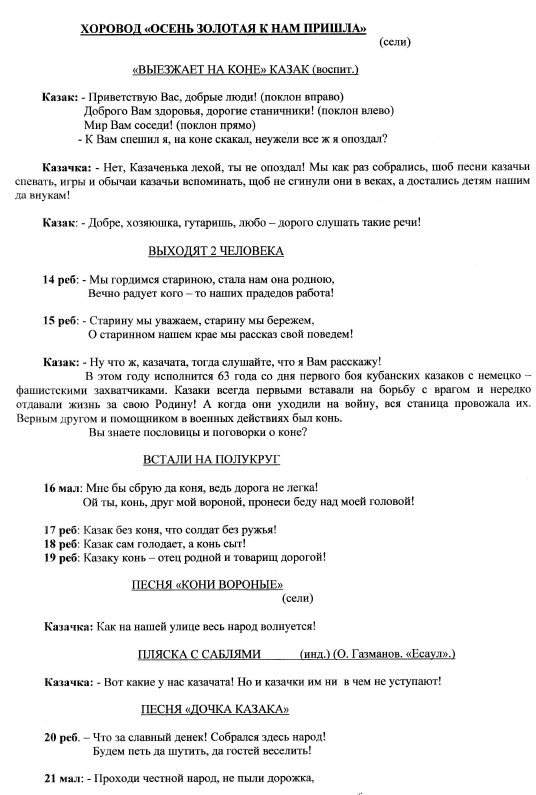 ХОРОВОД «ОСЕНЬ ЗОЛОТАЯ К НАМ ПРИШЛА»
(сели)
«ВЫЕЗЖАЕТ НА КОНЕ» КАЗАК (воспит.)
Казак: - Приветствую Вас, добрые люди! (поклон вправо)
Доброго Вам здоровья, дорогие станичники! (поклон влево)
Мир Вам соседи! (поклон прямо)
- К Вам спешил я, на коне скакал, неужели все ж я опоздал?
Казачка: - Нет, Казаченька лехой, ты не опоздал! Мы как раз собрались, шоб песни казачьи
спевать, игры и обычаи казачьи вспоминать, щоб не сгинули они в веках, а достались детям нашим
да внукам!
Казак: - Добре, хозяюшка, гутаришь, любо – дорого слушать такие речи!
ВЫХОДЯТ 2 ЧЕЛОВЕКА
14 реб: - Мы гордимся стариною, стала нам она родною,
Вечно радует кого – то наших прадедов работа!
15 реб: - Старину мы уважаем, старину мы бережем,
О старинном нашем крае мы рассказ свой поведем!
Казак: - Ну что ж, казачата, тогда слушайте, что я Вам расскажу!
В этом году исполнится 63 года со дня первого боя кубанских казаков с немецко –
фашистскими захватчиками. Казаки всегда первыми вставали на борьбу с врагом и нередко
отдавали жизнь за свою Родину! А когда они уходили на войну, вся станица провожала их.
Верным другом и помощником в военных действиях был конь.
Вы знаете пословицы и поговорки о коне?
ВСТАЛИ НА ПОЛУКРУГ
16 мал: Мне бы сбрую да коня, ведь дорога не легка!
Ой ты, конь, друг мой вороной, пронеси беду над моей головой!
17 реб: Казак без коня, что солдат без ружья!
18 реб: Казак сам голодает, а конь сыт!
19 реб: Казаку конь – отец родной и товарищ дорогой!
ПЕСНЯ «КОНИ ВОРОНЫЕ»
(сели)
Казачка: Как на нашей улице весь народ волнуется!
ПЛЯСКА С САБЛЯМИ (инд.) (О. Газманов. «Есаул».)
Казачка: - Вот какие у нас казачата! Но и казачки им ни в чем не уступают!
ПЕСНЯ «ДОЧКА КАЗАКА»
20 реб. – Что за славный денек! Собрался здесь народ!
Будем петь да шутить, да гостей веселить!
21 мал: - Проходи честной народ, не пыли дорожка,